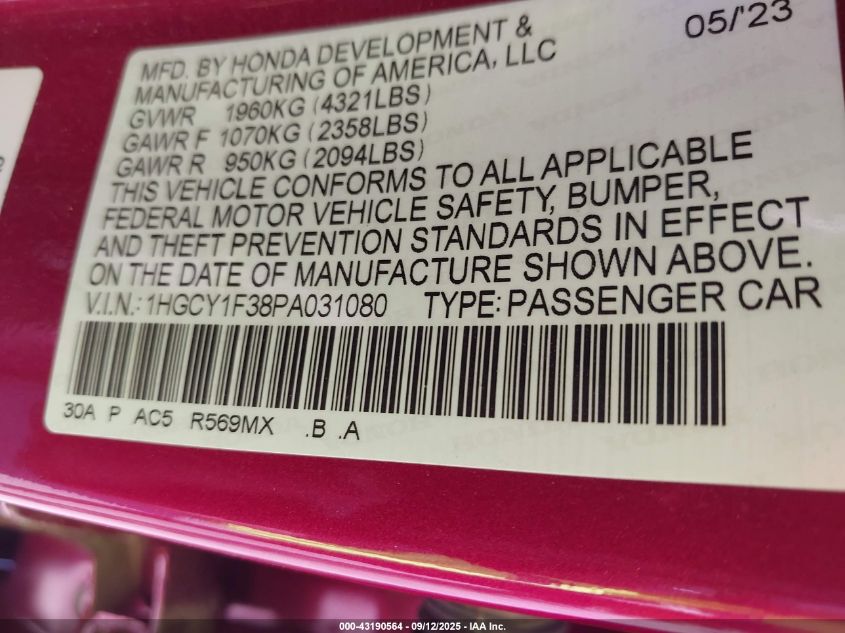 05/'23
MFD. BY HONDA DEVELOPMENT &
MANUFACTURING OF AMERICA, LLC
GVWR 1960KG (4321LBS)
GAWR F 1070KG (2358LBS)
GAWR R 950KG (2094LBS)
THIS VEHICLE CONFORMS TO ALL APPLICABLE
FEDERAL MOTOR VEHICLE SAFETY, BUMPER,
AND THEFT PREVENTION STANDARDS IN EFFECT
ON THE DATE OF MANUFACTURE SHOWN ABOVE.
V.I.N.: 1HGCY1F38PA031080 TYPE: PASSENGER CAR
30A P AC5 R569MX .B .A
000-43190564 - 09/12/2025 - IAA Inc.